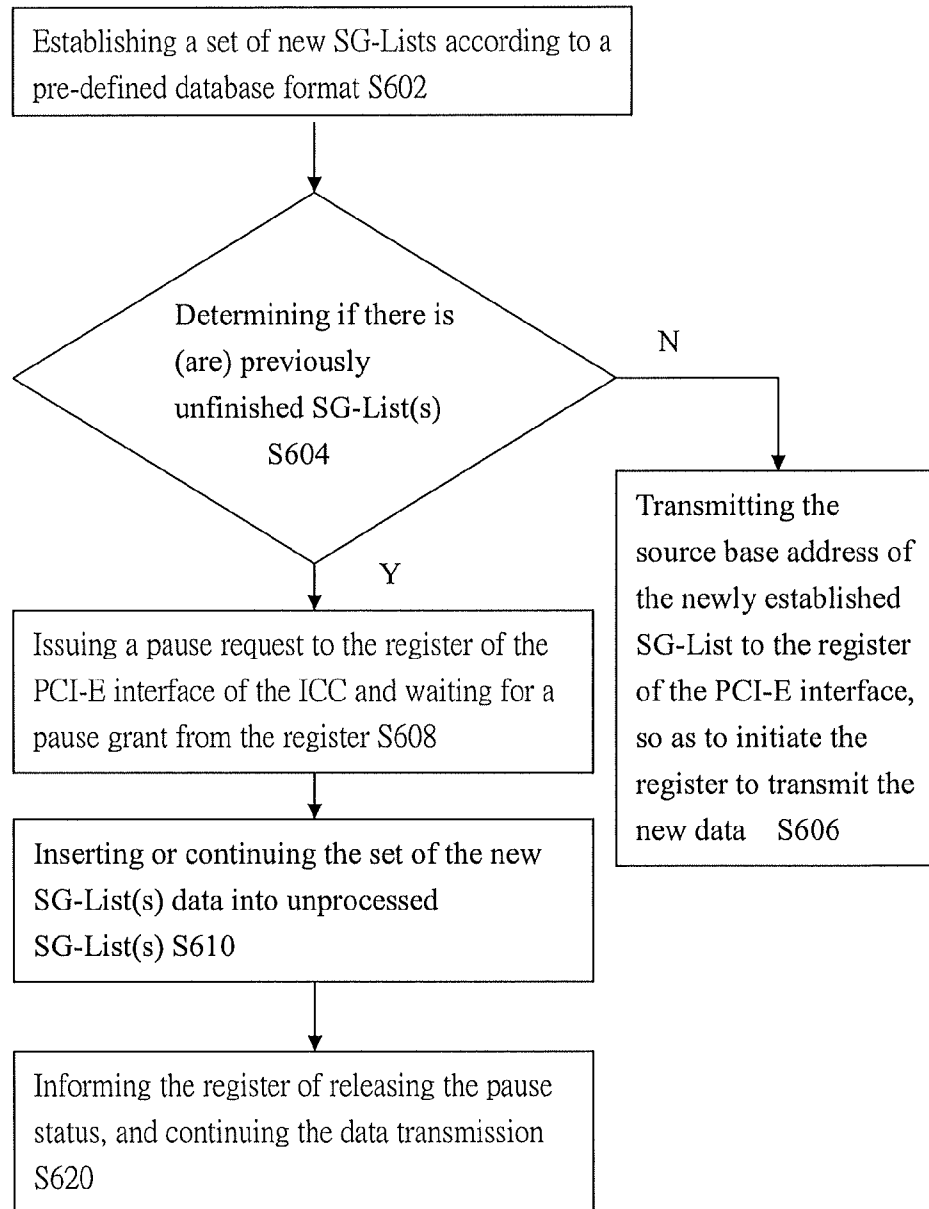 Establishing a set of new SG-Lists according to a
pre-defined database format S602
Determining if there is
(are) previously
unfinished SG-List(s)
S604
N
Y
Transmitting the
source base address of
the newly established
SG-List to the register
of the PCI-E interface,
so as to initiate the
register to transmit the
new data S606
Issuing a pause request to the register of the
PCI-E interface of the ICC and waiting for a
pause grant from the register S608
Inserting or continuing the set of the new
SG-List(s) data into unprocessed
SG-List(s) S610
Informing the register of releasing the pause
status, and continuing the data transmission
S620